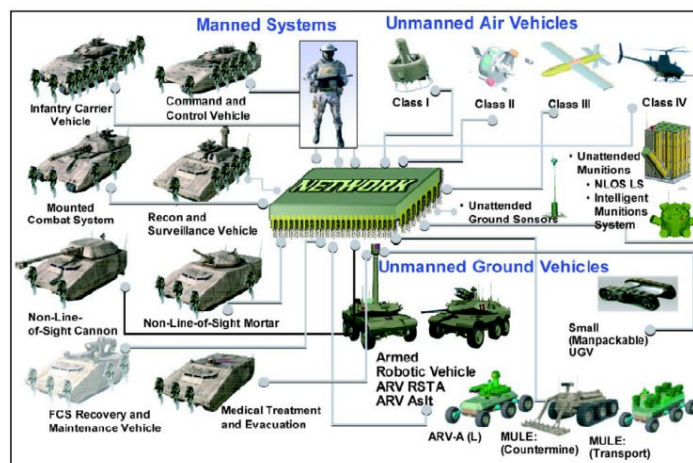 Manned Systems
Unmanned Air Vehicles
Infantry Carrier
Vehicle
Command and
Control Vehicle
Class I
Class II
Class III
Class IV
Mounted
Combat System
Recon and
Surveillance Vehicle
NETWORK
• Unattended
Munitions
• NLOS LS
• Intelligent
Munitions
System
• Unattended
Ground Sensors
Unmanned Ground Vehicles
Non-Line-
of-Sight Cannon
Non-Line-of-Sight Mortar
Small
(Manpackable)
UGV
Armed
Robotic Vehicle
ARV RSTA
ARV Aslt
FCS Recovery and
Maintenance Vehicle
Medical Treatment
and Evacuation
ARV-A (L)
MULE:
(Countermine)
MULE:
(Transport)